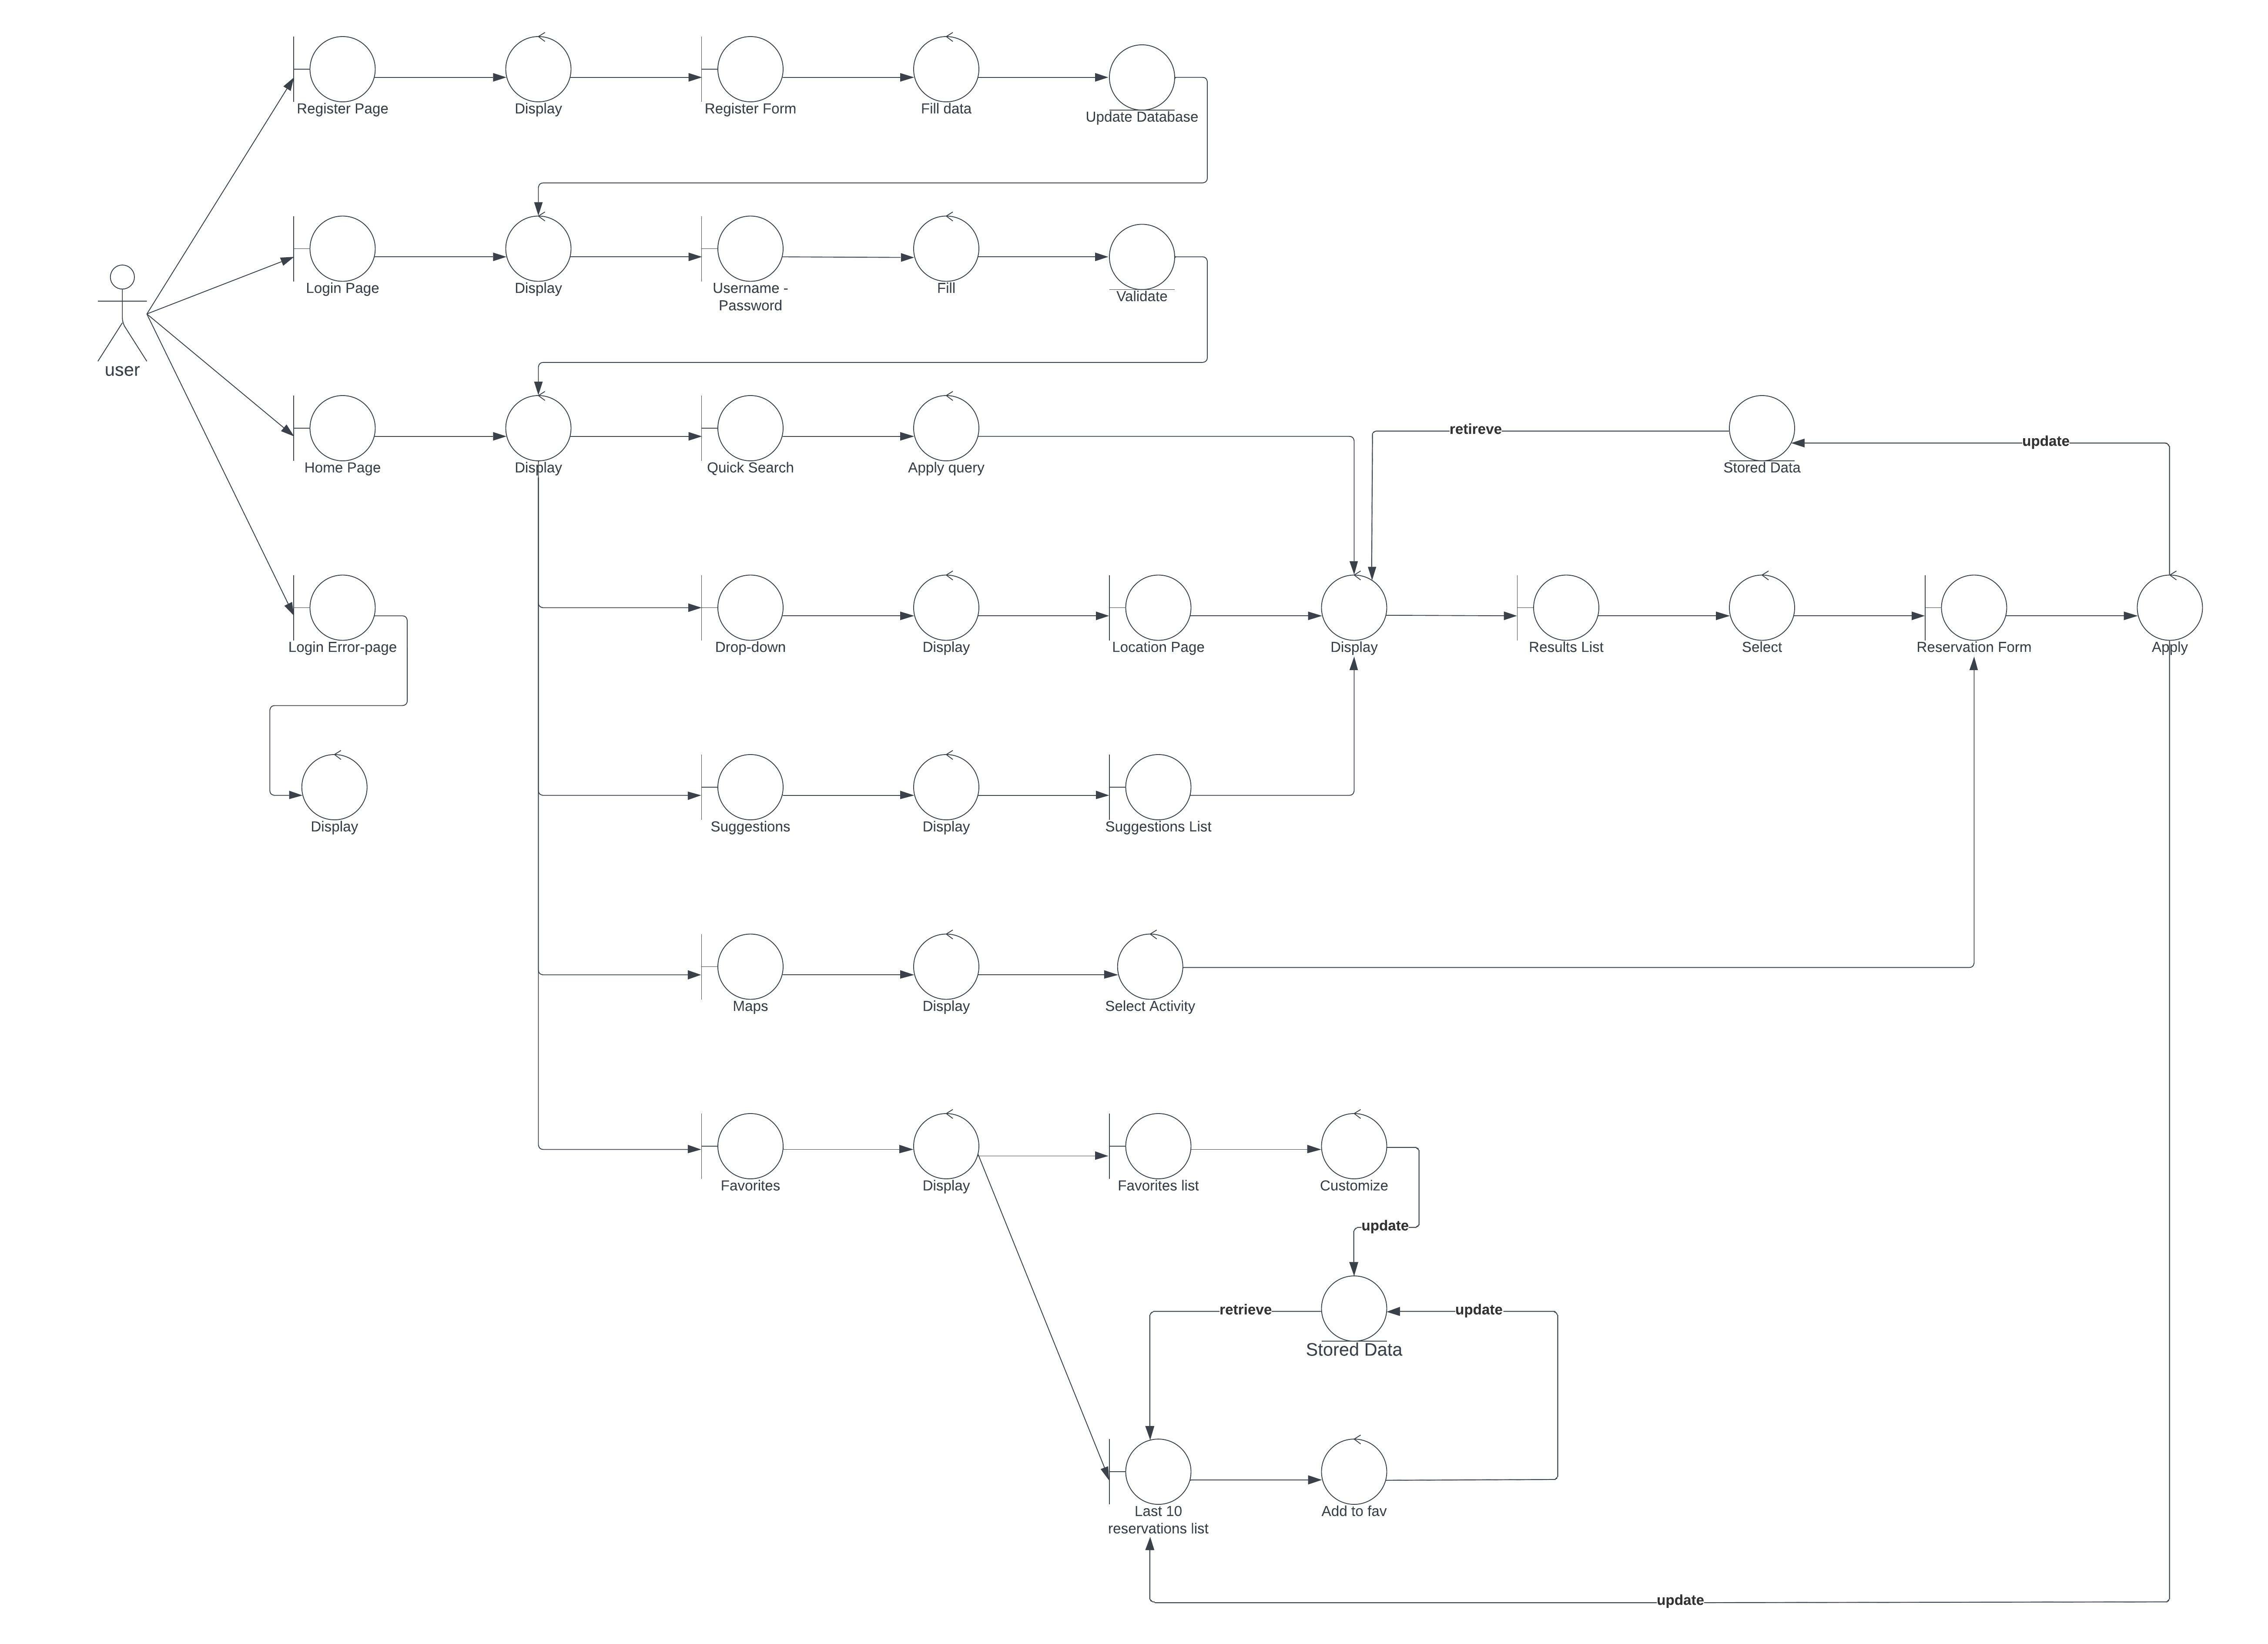 Register Page
Display
Register Form
Fill data
Update Database
Login Page
Display
Username -
Password
Fill
Validate
user
Home Page
Display
Quick Search
Apply query
retireve
Stored Data
update
Login Error-page
Drop-down
Display
Location Page
Display
Results List
Select
Reservation Form
Apply
Display
Suggestions
Display
Suggestions List
Maps
Display
Select Activity
Favorites
Display
Favorites list
Customize
update
retrieve
update
Stored Data
Last 10
reservations list
Add to fav
update